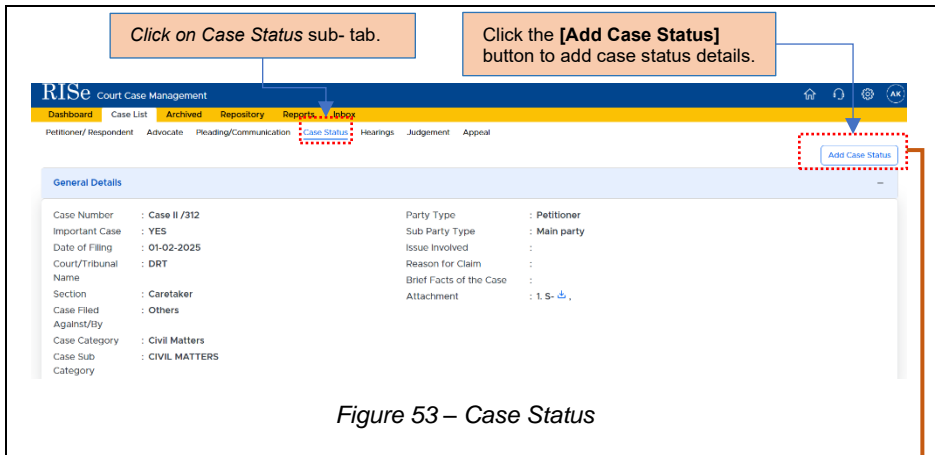 Click on Case Status sub- tab.
Click the [Add Case Status]
button to add case status details.
RISe Court Case Management
AK
Dashboard Case List Archived Repository Reports Inbox
Petitioner/ Respondent Advocate Pleading/Communication Case Status Hearings Judgement Appeal
Add Case Status
General Details
Case Number : Case II /312
Important Case : YES
Date of Filing : 01-02-2025
Court/Tribunal : DRT
Name
Section : Caretaker
Case Filed : Others
Against/By
Case Category : Civil Matters
Case Sub : CIVIL MATTERS
Category
Party Type : Petitioner
Sub Party Type : Main party
Issue Involved :
Reason for Claim :
Brief Facts of the Case :
Attachment : 1. S- ,
Figure 53 – Case Status